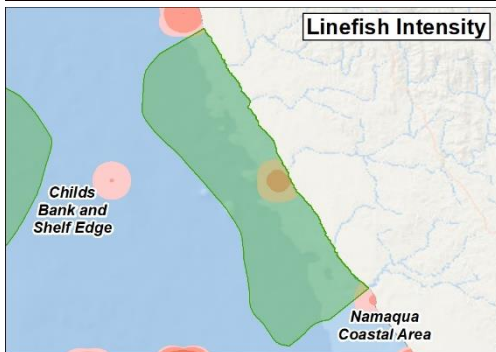 Linefish Intensity
Childs
Bank and
Shelf Edge
Namaqua
Coastal Area